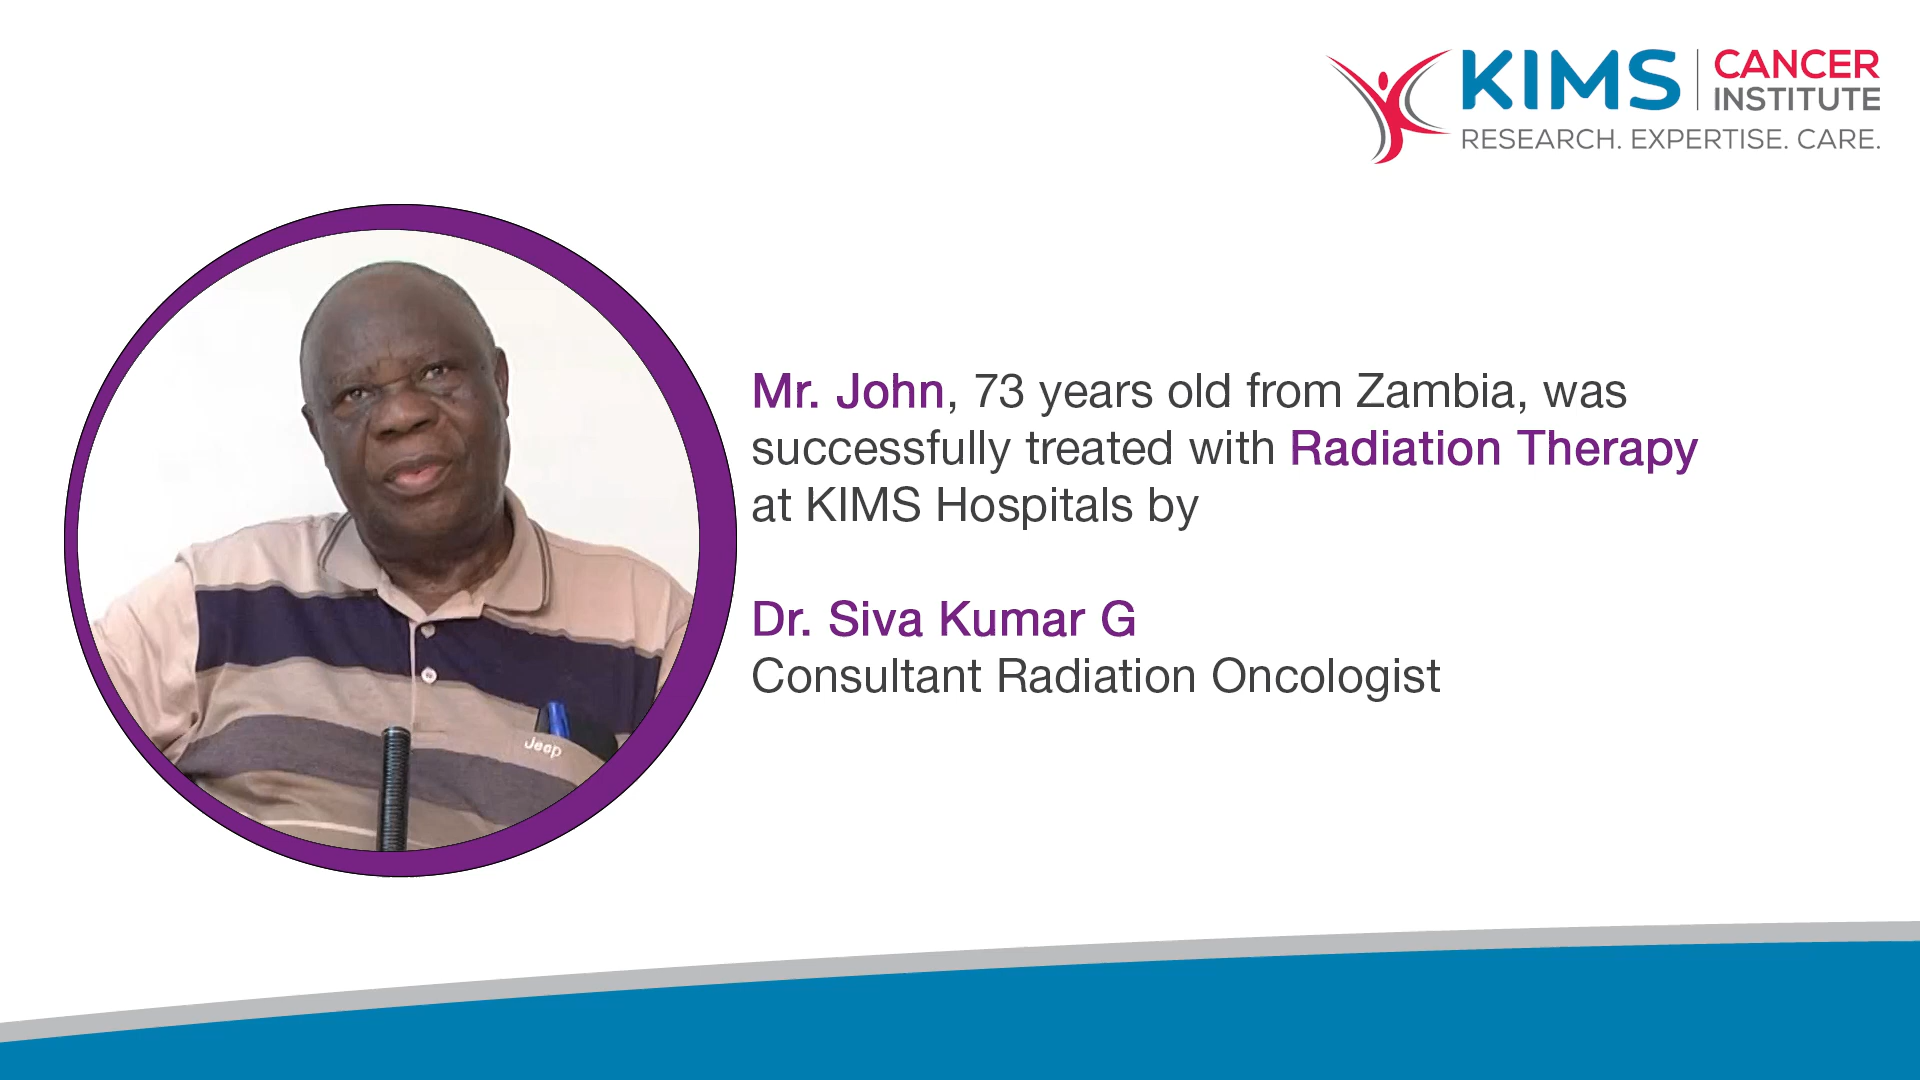 KIMS
CANCER
INSTITUTE
RESEARCH. EXPERTISE. CARE.
Mr. John, 73 years old from Zambia, was
successfully treated with Radiation Therapy
at KIMS Hospitals by
Dr. Siva Kumar G
Consultant Radiation Oncologist
Jeep